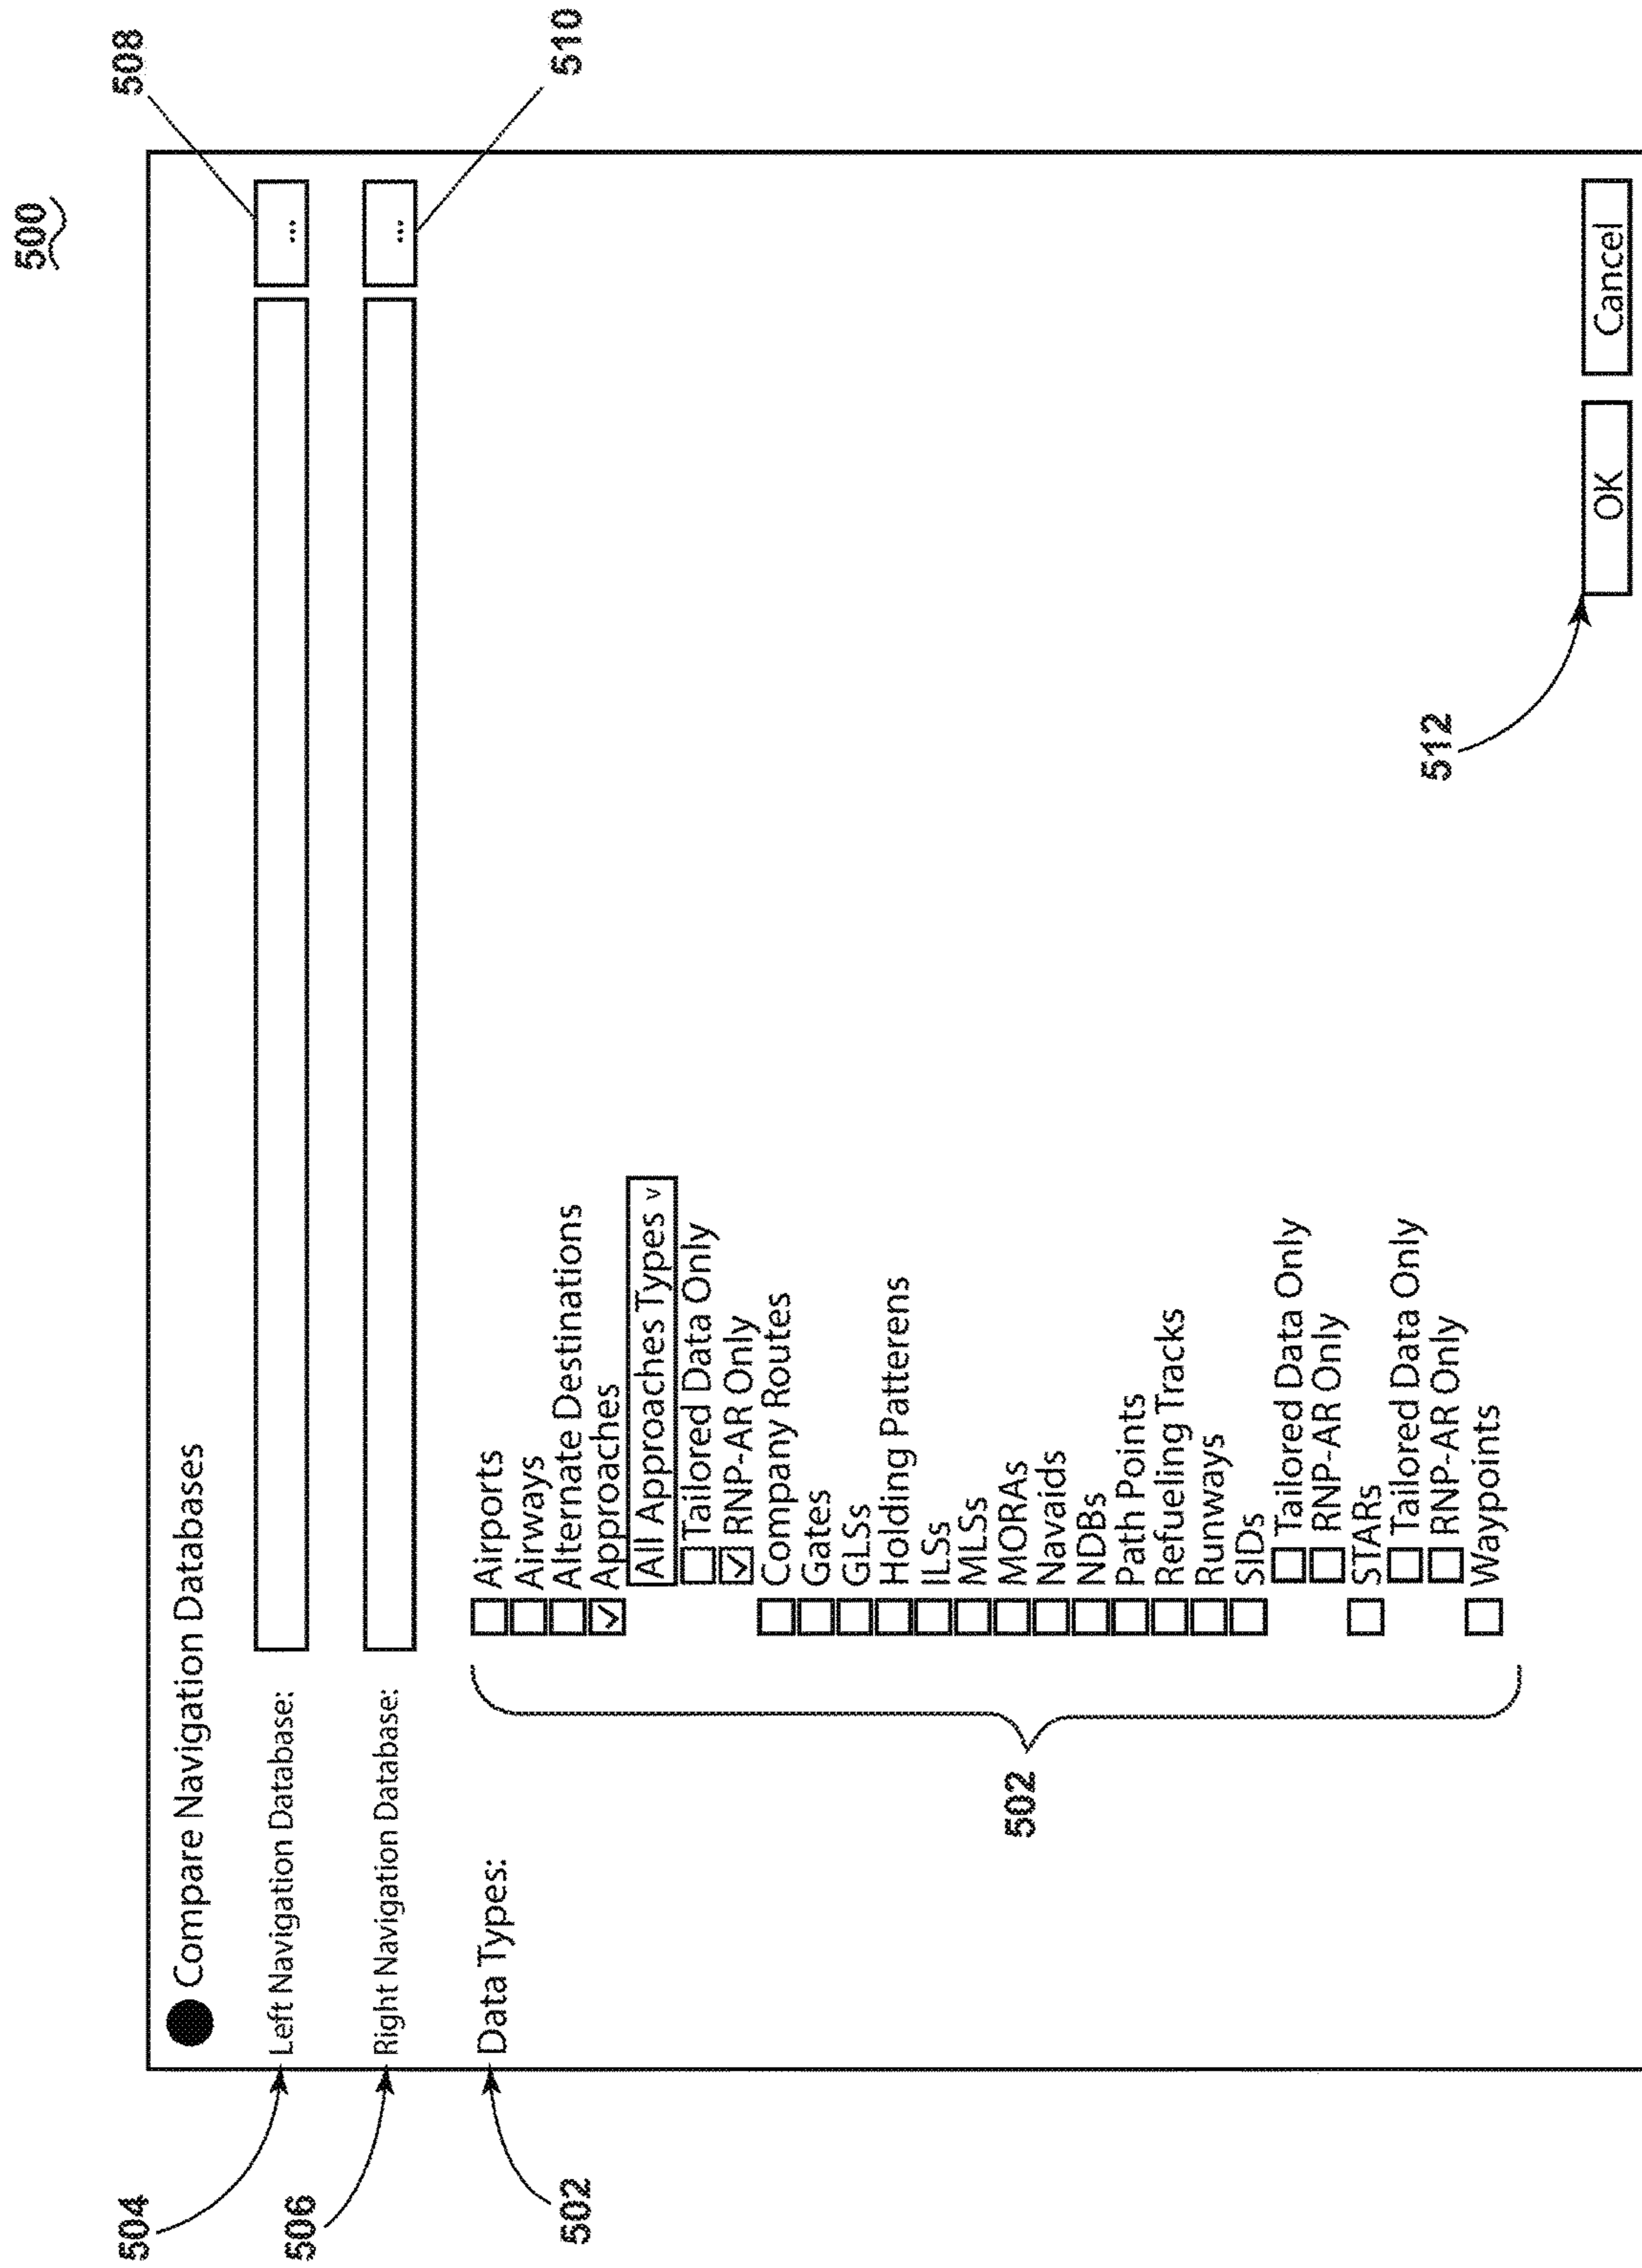 500
Compare Navigation Databases
504
Left Navigation Database:
...
508
506
Right Navigation Database:
...
510
502
Data Types:
502
Airports
Airways
Alternate Destinations
Approaches
All Approaches Types v
Tailored Data Only
RNP-AR Only
Company Routes
Gates
GLSs
Holding Patterens
ILSs
MLSs
MORAs
Navaids
NDBs
Path Points
Refueling Tracks
Runways
SIDs
Tailored Data Only
RNP-AR Only
STARs
Tailored Data Only
RNP-AR Only
Waypoints
512
OK
Cancel